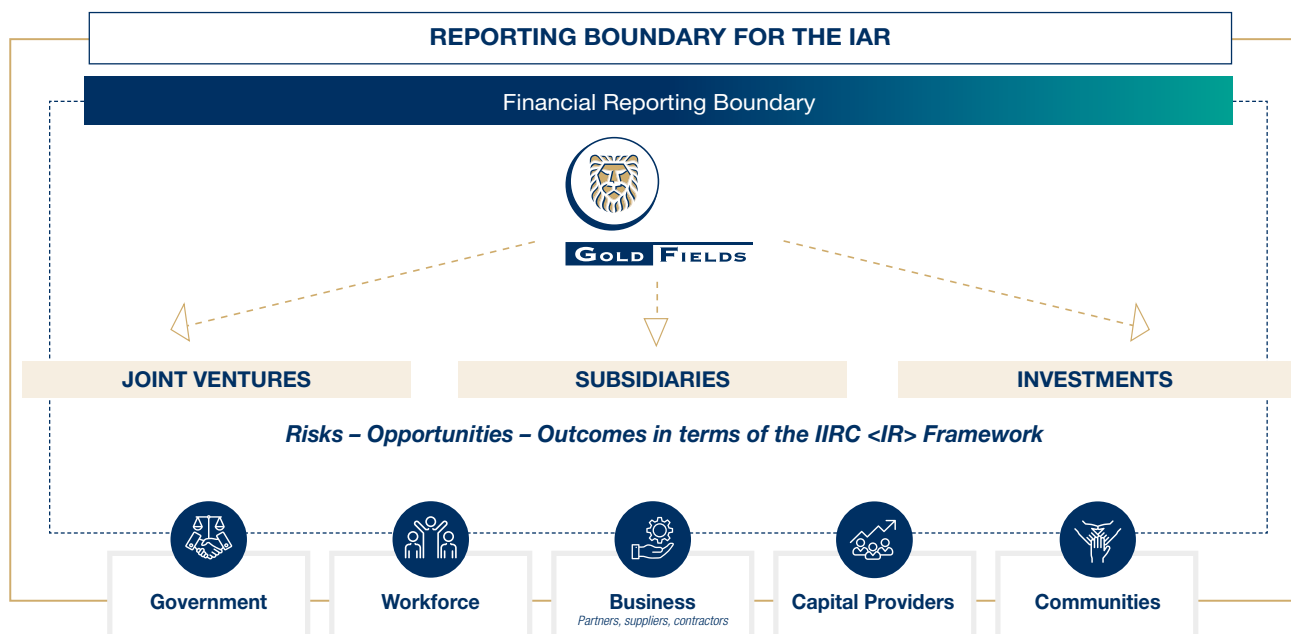 REPORTING BOUNDARY FOR THE IAR
Financial Reporting Boundary
GOLD FIELDS
JOINT VENTURES
SUBSIDIARIES
INVESTMENTS
Risks – Opportunities – Outcomes in terms of the IIRC <IR> Framework
Government
Workforce
Business
Partners, suppliers, contractors
Capital Providers
Communities